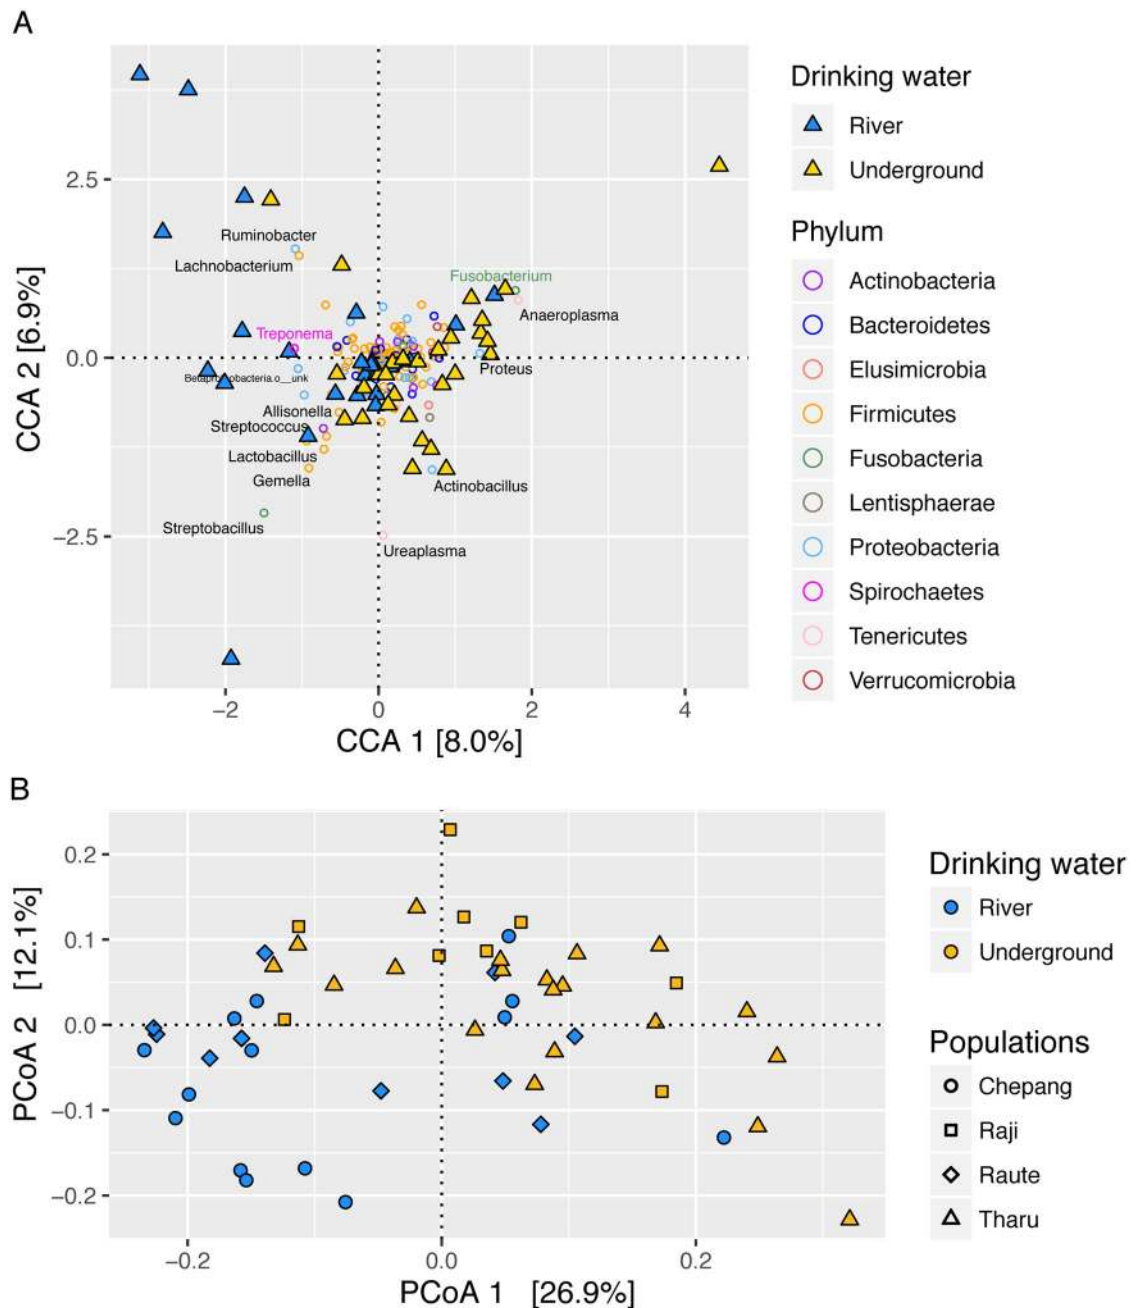 A
CCA 2 [6.9%]
2.5
0.0
−2.5
−2
0
2
4
CCA 1 [8.0%]
Ruminobacter
Lachnobacterium
Fusobacterium
Anaeroplasma
Treponema
Proteus
Allisonella
Streptococcus
Lactobacillus
Gemella
Actinobacillus
Streptobacillus
Ureaplasma
Drinking water
River
Underground
Phylum
Actinobacteria
Bacteroidetes
Elusimicrobia
Firmicutes
Fusobacteria
Lentisphaerae
Proteobacteria
Spirochaetes
Tenericutes
Verrucomicrobia
B
PCoA 2 [12.1%]
0.2
0.1
0.0
−0.1
−0.2
−0.2
0.0
0.2
PCoA 1 [26.9%]
Drinking water
River
Underground
Populations
Chepang
Raji
Raute
Tharu